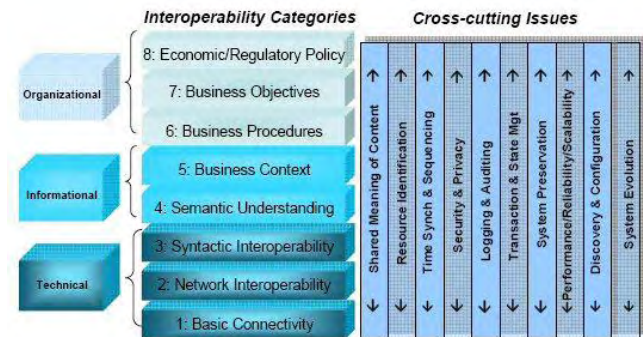 Interoperability Categories
Cross-cutting Issues
Organizational
8: Economic/Regulatory Policy
7: Business Objectives
6: Business Procedures
Informational
5: Business Context
4: Semantic Understanding
Technical
3: Syntactic Interoperability
2: Network Interoperability
1: Basic Connectivity
Shared Meaning of Content
Resource Identification
Time Synch & Sequencing
Security & Privacy
Logging & Auditing
Transaction & State Mgt
System Preservation
Performance/Reliability/Scalability
Discovery & Configuration
System Evolution